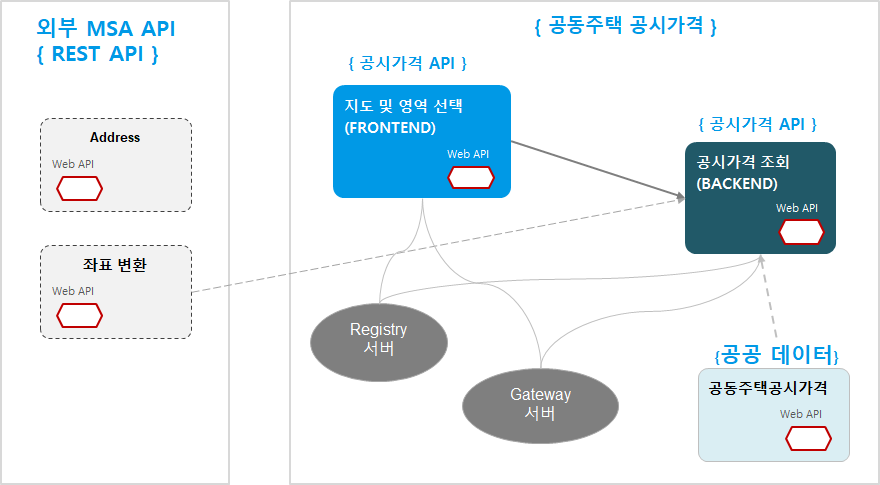 외부 MSA API
{ REST API }
Address
Web API
좌표 변환
Web API
{ 공동주택 공시가격 }
{ 공시가격 API }
지도 및 영역 선택
(FRONTEND)
Web API
{ 공시가격 API }
공시가격 조회
(BACKEND)
Web API
Registry
서버
Gateway
서버
{공공 데이터}
공동주택공시가격
Web API